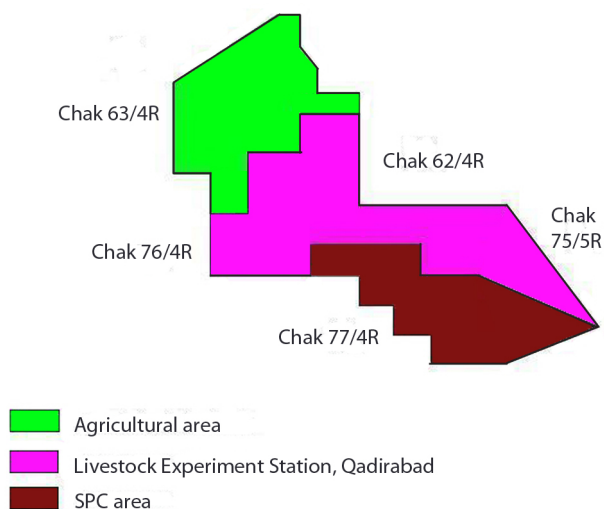 Chak 63/4R
Chak 62/4R
Chak
75/5R
Chak 76/4R
Chak 77/4R
Agricultural area
Livestock Experiment Station, Qadirabad
SPC area